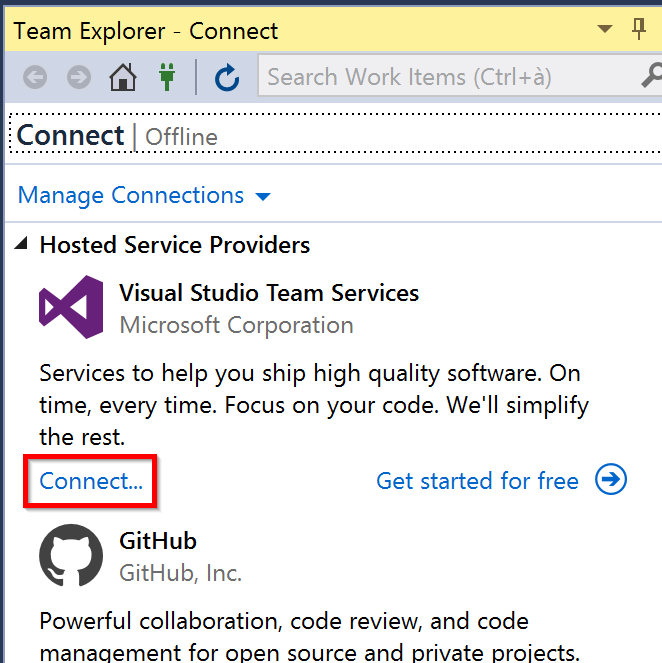 Team Explorer - Connect
Search Work Items (Ctrl+à)
Connect | Offline
Manage Connections
Hosted Service Providers
Visual Studio Team Services
Microsoft Corporation
Services to help you ship high quality software. On
time, every time. Focus on your code. We'll simplify
the rest.
Connect... Get started for free
GitHub
GitHub, Inc.
Powerful collaboration, code review, and code
management for open source and private projects.